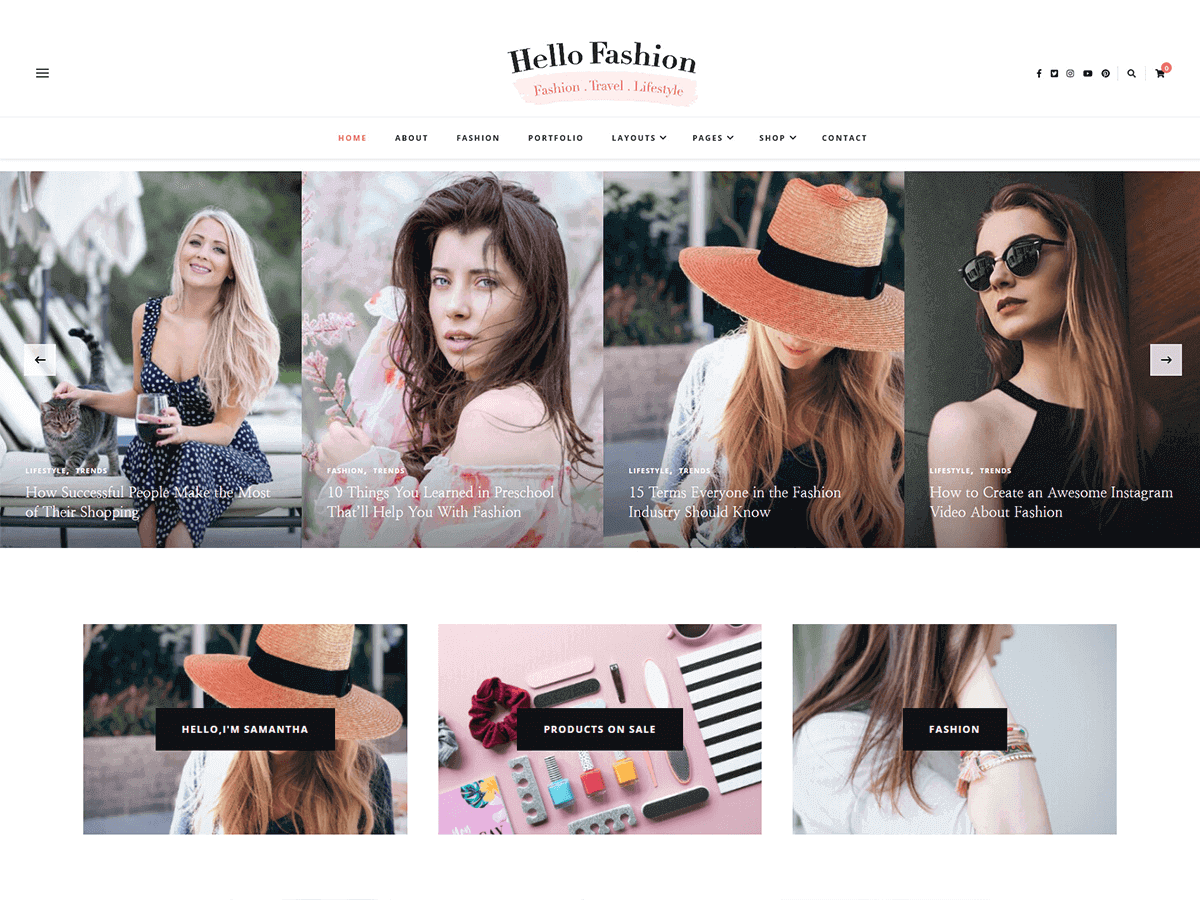 Hello Fashion
Fashion . Travel . Lifestyle
0
HOME
ABOUT
FASHION
PORTFOLIO
LAYOUTS
PAGES
SHOP
CONTACT
LIFESTYLE, TRENDS
How Successful People Make the Most
of Their Shopping
FASHION, TRENDS
10 Things You Learned in Preschool
That'll Help You With Fashion
LIFESTYLE, TRENDS
15 Terms Everyone in the Fashion
Industry Should Know
LIFESTYLE, TRENDS
How to Create an Awesome Instagram
Video About Fashion
HELLO,I'M SAMANTHA
PRODUCTS ON SALE
FASHION